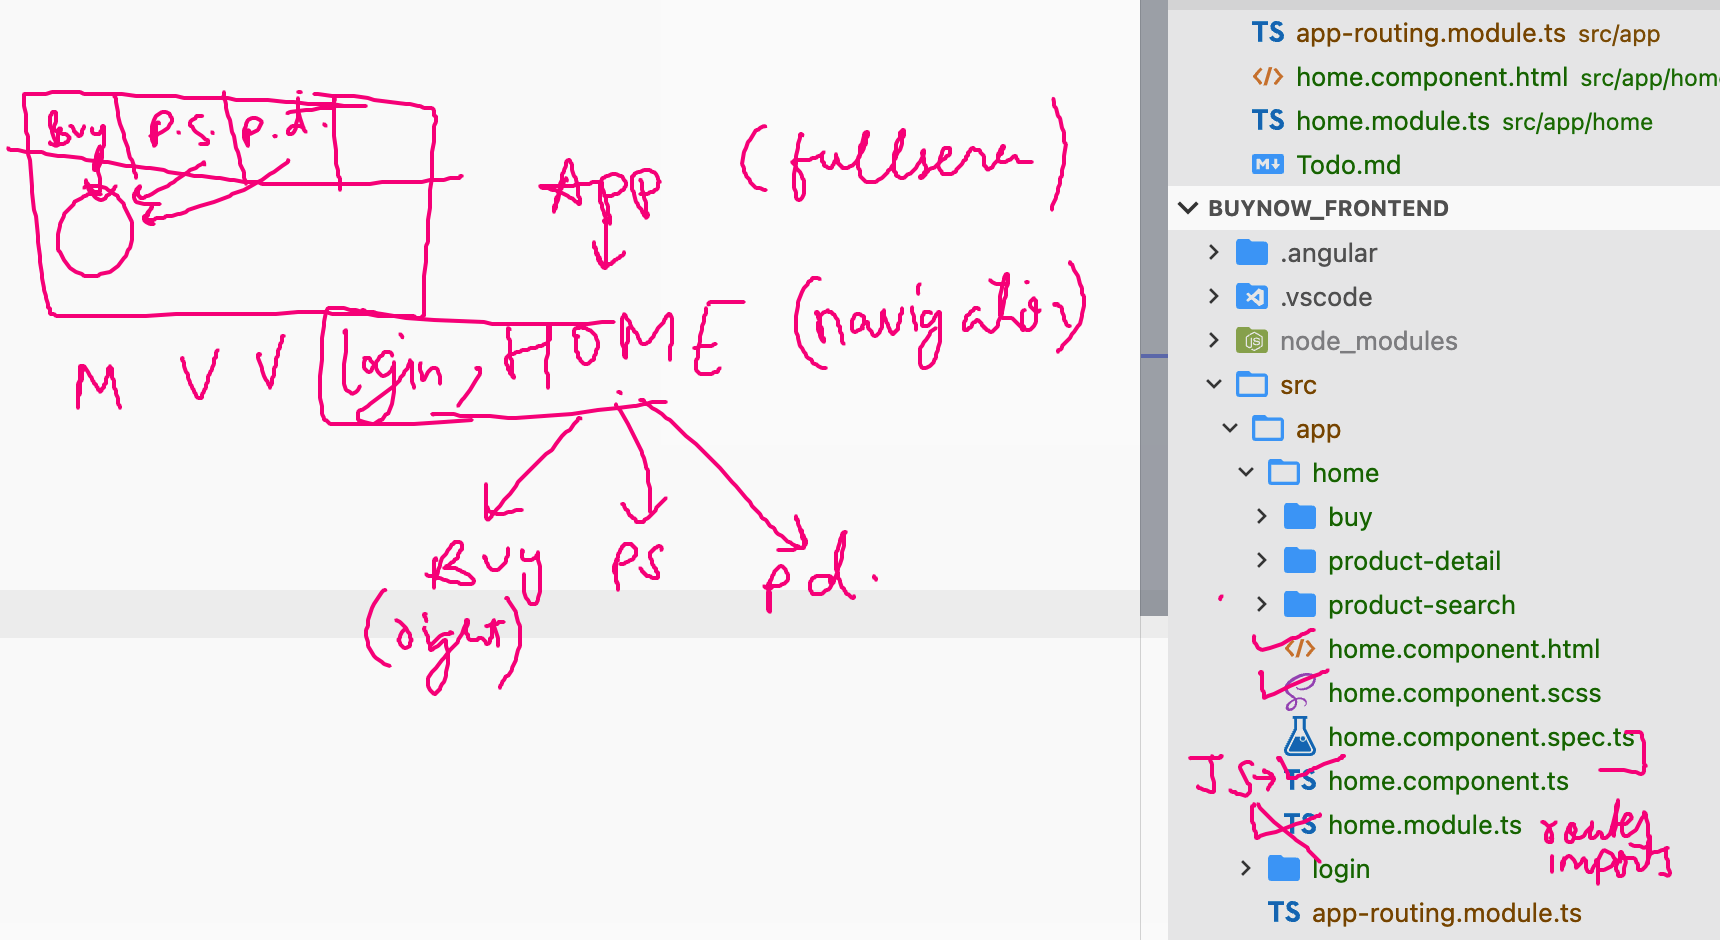 Buy P.S. P.d.
App (fullscreen)
M V V login, HOME (navigation)
Buy PS Pd.
(right)
TS app-routing.module.ts src/app
</> home.component.html src/app/hom
TS home.module.ts src/app/home
M↓ Todo.md
BUYNOW_FRONTEND
.angular
.vscode
JS node_modules
src
app
home
buy
product-detail
product-search
</> home.component.html
home.component.scss
home.component.spec.ts
JS→ TS home.component.ts
TS home.module.ts routes
imports
login
TS app-routing.module.ts